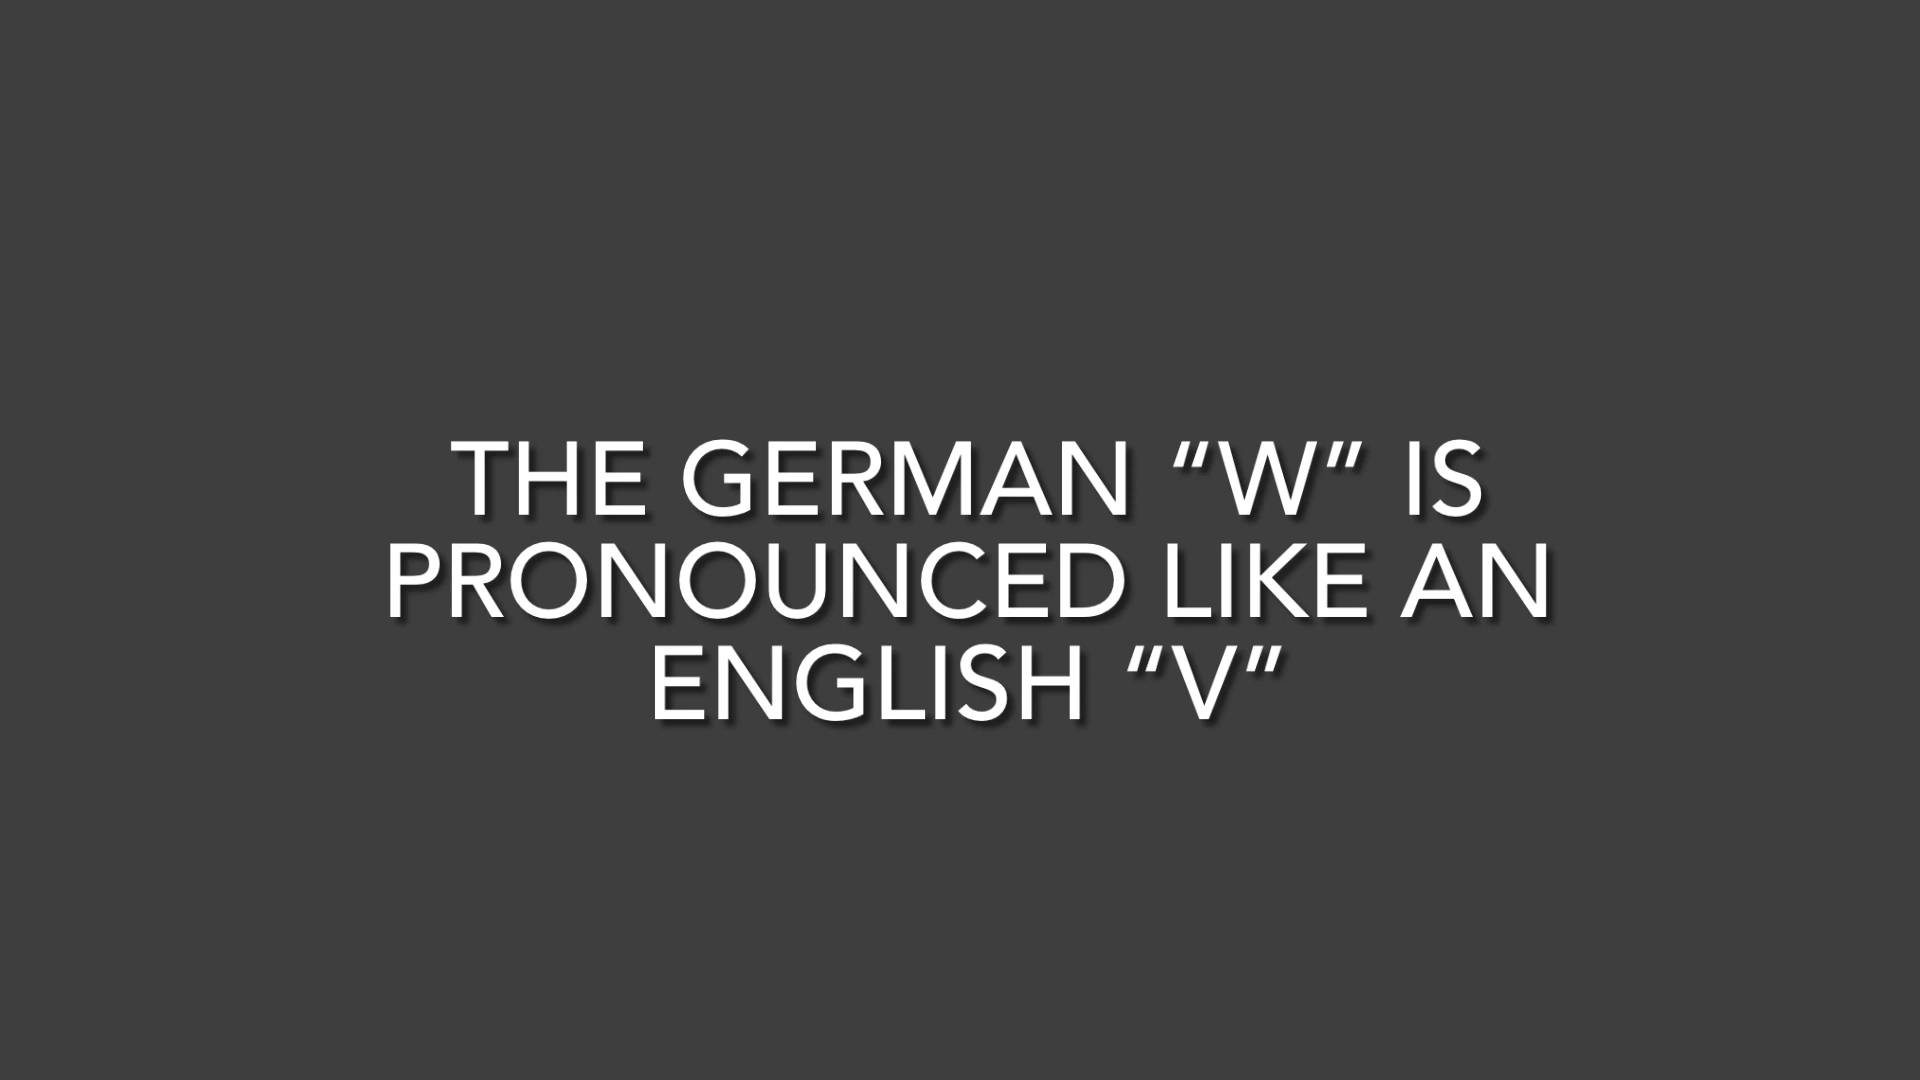 THE GERMAN “W” IS
PRONOUNCED LIKE AN
ENGLISH “V”